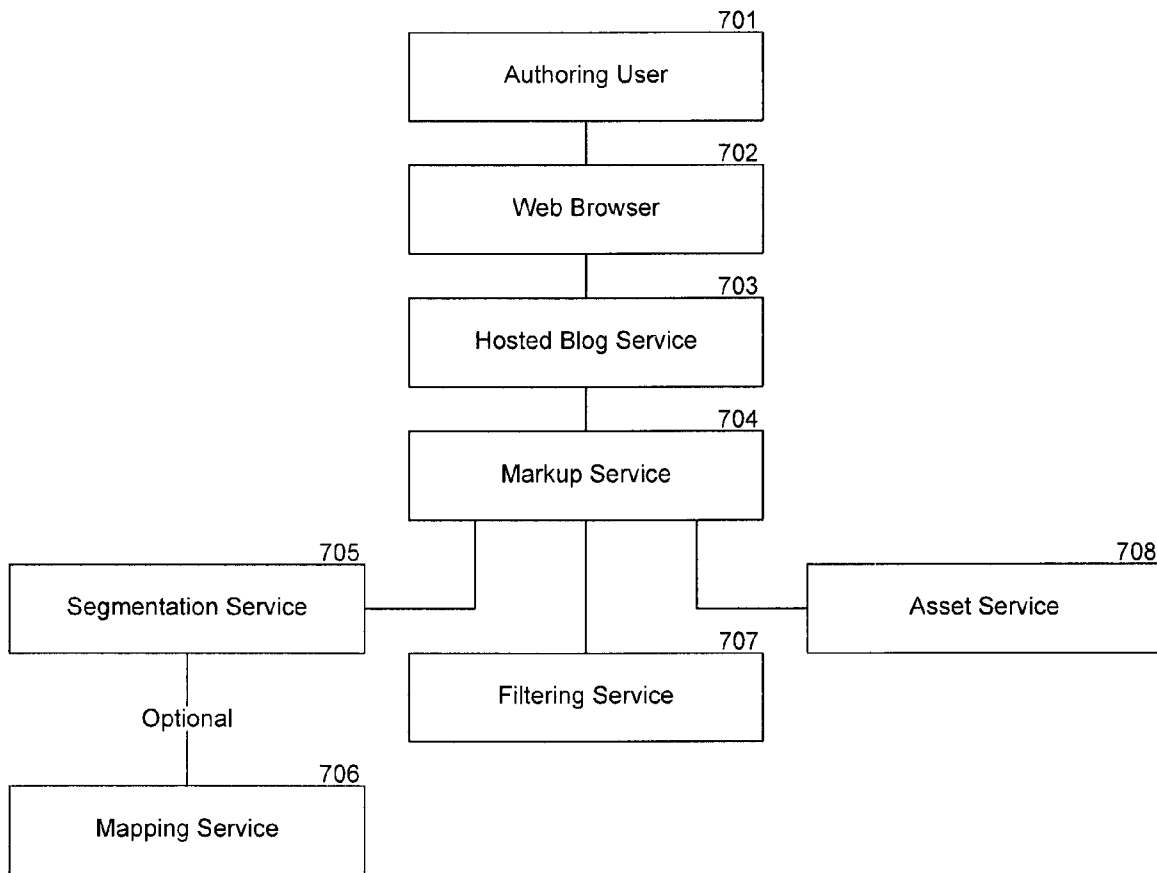 701
Authoring User
702
Web Browser
703
Hosted Blog Service
704
Markup Service
705
Segmentation Service
708
Asset Service
707
Filtering Service
Optional
706
Mapping Service